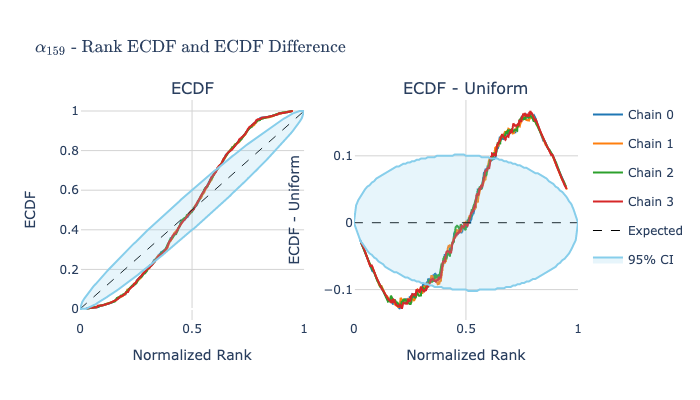 α₁₅₉ - Rank ECDF and ECDF Difference
ECDF
ECDF
1
0.8
0.6
0.4
0.2
0
0
0.5
1
Normalized Rank
ECDF - Uniform
ECDF - Uniform
0.1
0
−0.1
0
0.5
1
Normalized Rank
Chain 0
Chain 1
Chain 2
Chain 3
Expected
95% CI